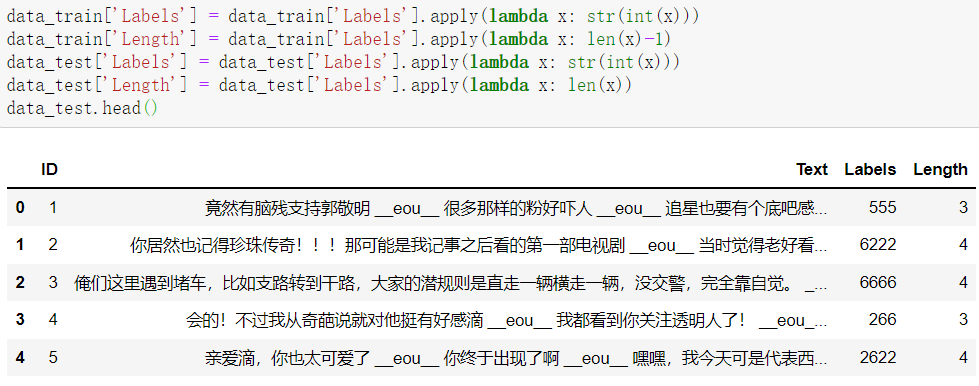 data_train['Labels'] = data_train['Labels'].apply(lambda x: str(int(x)))
data_train['Length'] = data_train['Labels'].apply(lambda x: len(x)-1)
data_test['Labels'] = data_test['Labels'].apply(lambda x: str(int(x)))
data_test['Length'] = data_test['Labels'].apply(lambda x: len(x))
data_test.head()
ID Text Labels Length
0 1 竟然有脑残支持郭敬明 __eou__ 很多那样的粉好吓人 __eou__ 追星也要有个底吧感... 555 3
1 2 你居然也记得珍珠传奇！！！那可能是我记事之后看的第一部电视剧 __eou__ 当时觉得老好看... 6222 4
2 3 俺们这里遇到堵车，比如支路转到干路，大家的潜规则是直走一辆横走一辆，没交警，完全靠自觉。 _... 6666 4
3 4 会的！不过我从奇葩说就对他挺有好感滴 __eou__ 我都看到你关注透明人了！ __eou_... 266 3
4 5 亲爱滴，你也太可爱了 __eou__ 你终于出现了啊 __eou__ 嘿嘿，我今天可是代表西... 2622 4